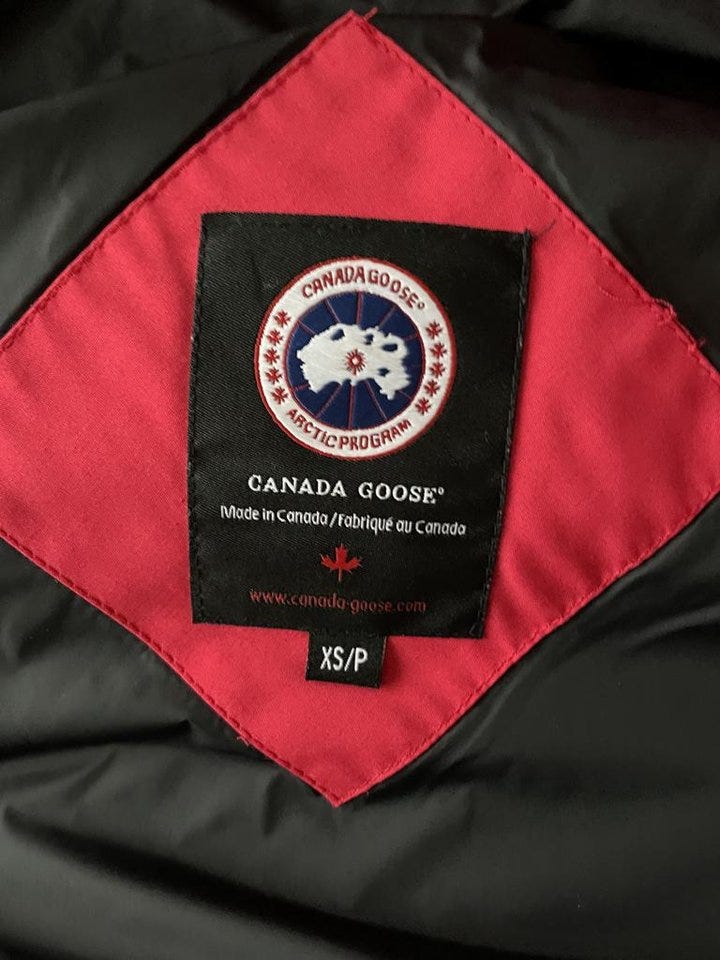 CANADA GOOSE®
ARCTIC PROGRAM
CANADA GOOSE®
Made in Canada/Fabriqué au Canada
www.canada-goose.com
XS/P